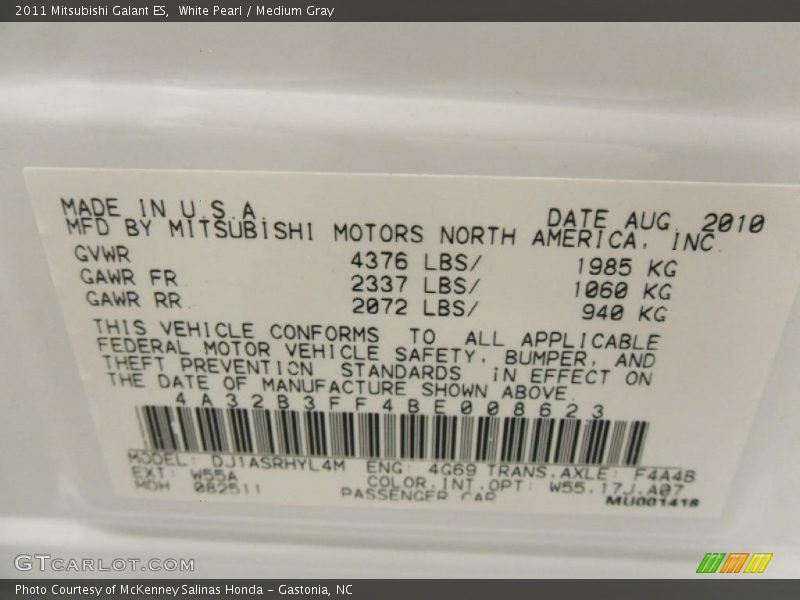 2011 Mitsubishi Galant ES, White Pearl / Medium Gray
MADE IN U.S.A. DATE AUG 2010
MFD BY MITSUBISHI MOTORS NORTH AMERICA, INC
GVWR 4376 LBS/ 1985 KG
GAWR FR 2337 LBS/ 1060 KG
GAWR RR 2072 LBS/ 940 KG
THIS VEHICLE CONFORMS TO ALL APPLICABLE
FEDERAL MOTOR VEHICLE SAFETY, BUMPER, AND
THEFT PREVENTION STANDARDS IN EFFECT ON
THE DATE OF MANUFACTURE SHOWN ABOVE.
4A32B3FF4BE008623
MODEL: DJ1ASRHYL4M ENG: 4G69 TRANS.AXLE: F4A4B
EXT: W55A COLOR.INT.OPT: W55.17J.A07
MDH 082511 PASSENGER CAR MU001418
GTCARLOT.COM
Photo Courtesy of McKenney Salinas Honda - Gastonia, NC